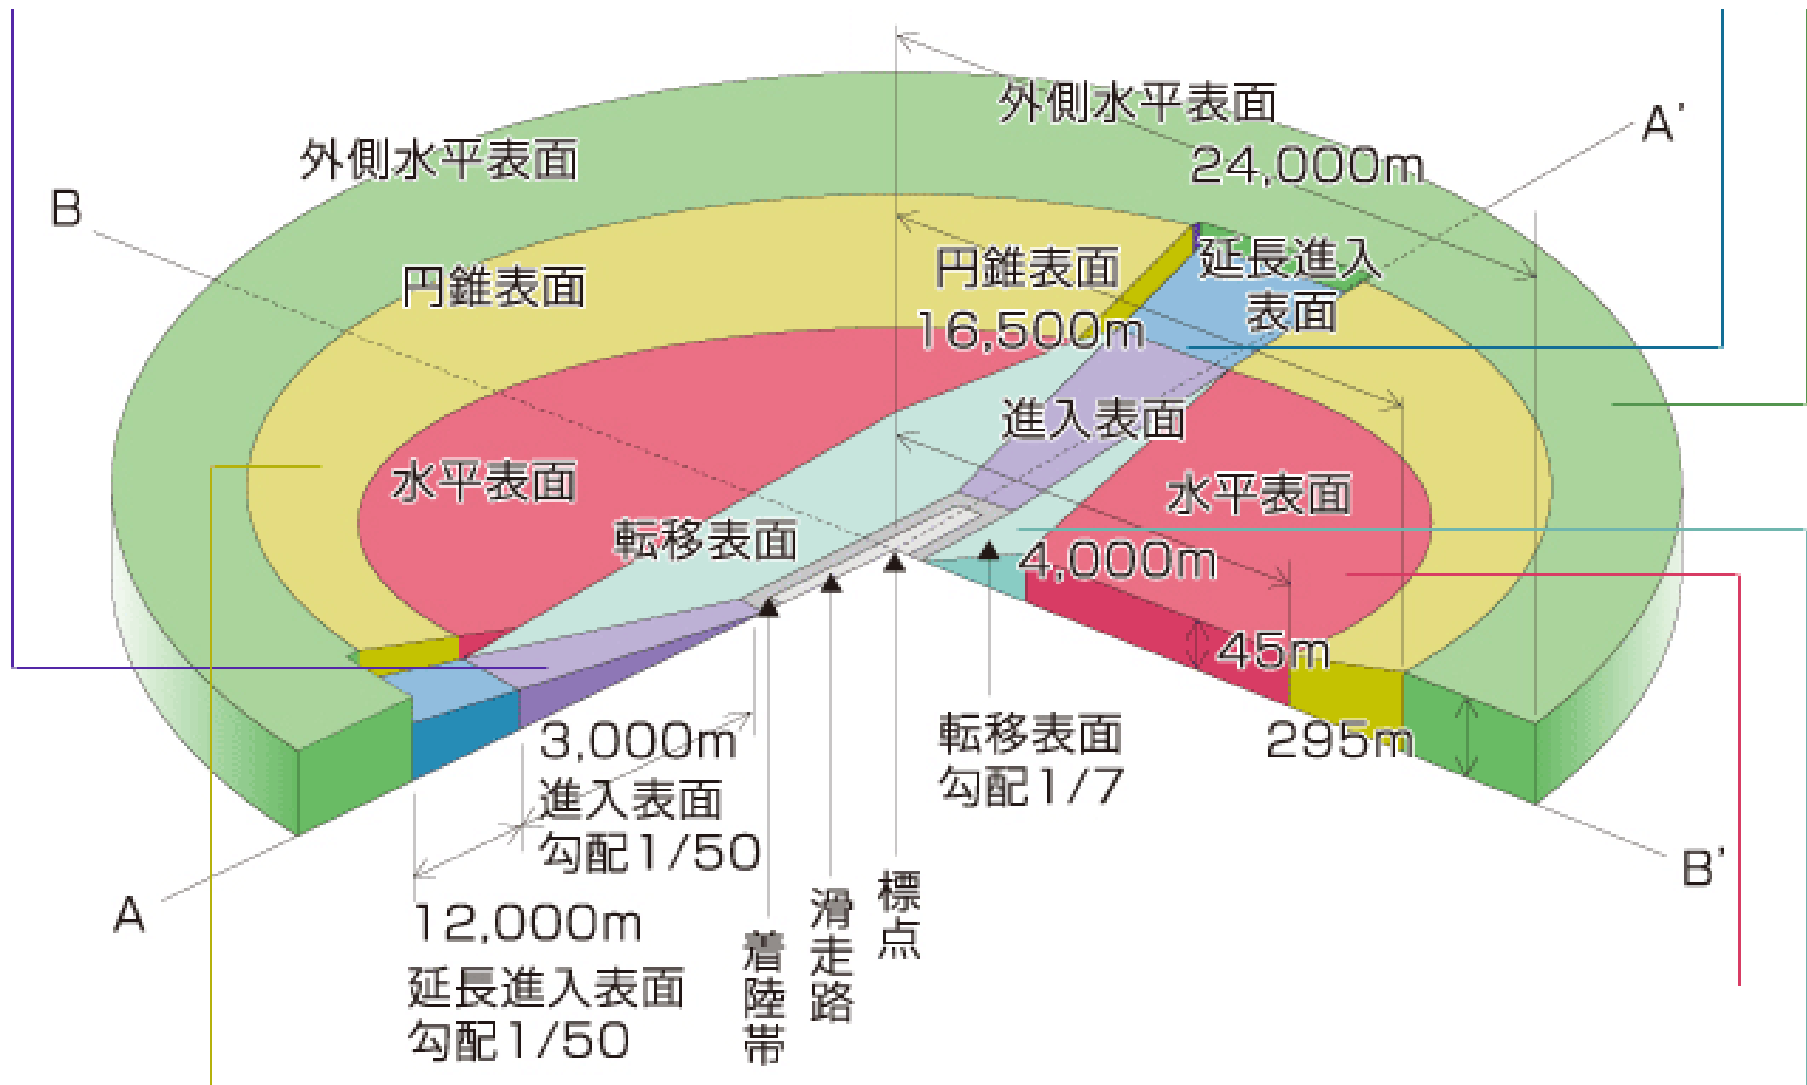 外側水平表面
24,000m
A'
外側水平表面
B
円錐表面
16,500m
延長進入
表面
円錐表面
進入表面
水平表面
水平表面
転移表面
4,000m
45m
295m
3,000m
進入表面
勾配1/50
転移表面
勾配1/7
B'
A
12,000m
延長進入表面
勾配1/50
着陸帯
滑走路
標点